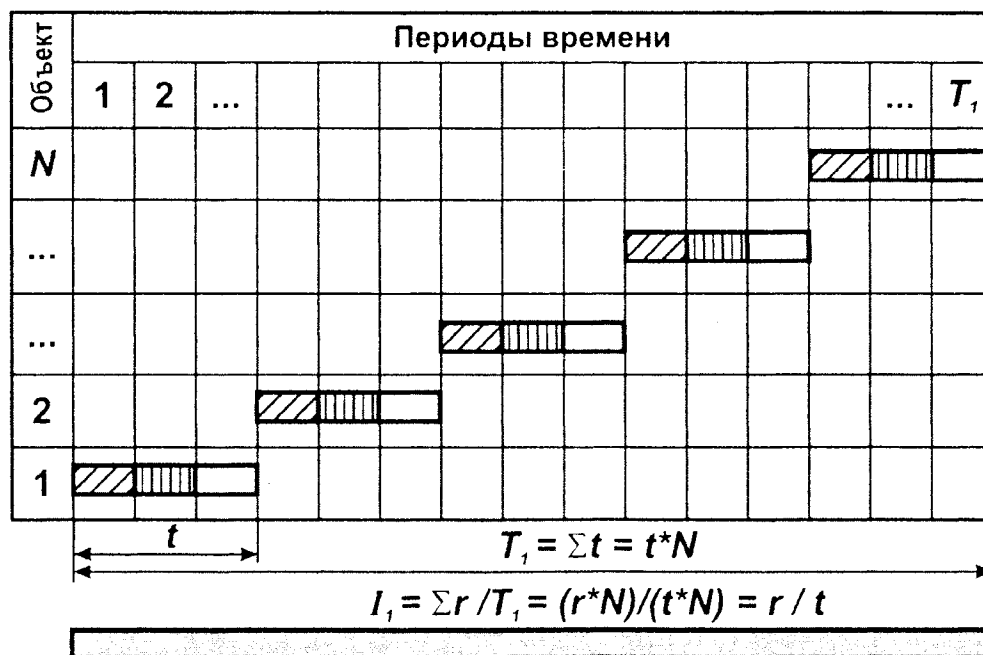 Объект
Периоды времени
1 2 ... ... T₁
N
...
...
2
1
t
T₁ = Σt = t*N
I₁ = Σr /T₁ = (r*N)/(t*N) = r / t